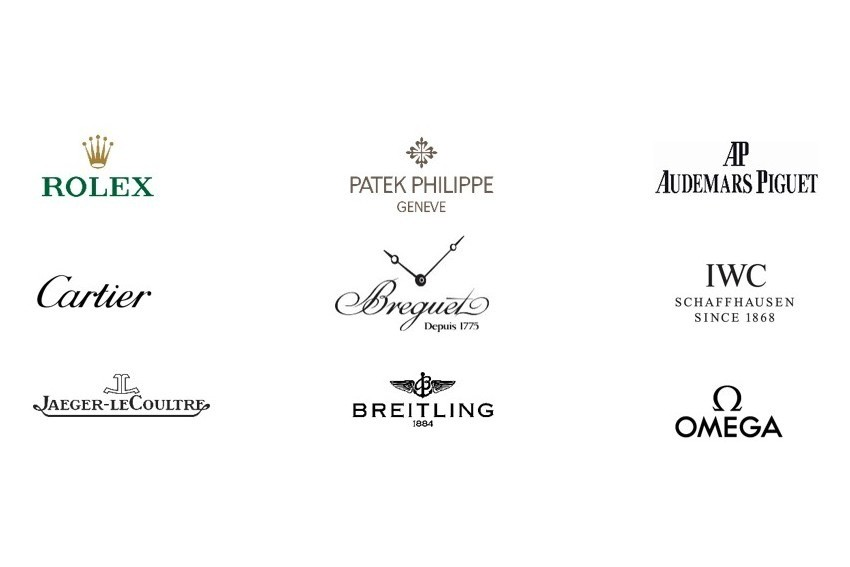 ROLEX
PATEK PHILIPPE
GENEVE
AP
AUDEMARS PIGUET
Cartier
Breguet
Depuis 1775
IWC
SCHAFFHAUSEN
SINCE 1868
JAEGER-LECOULTRE
B
BREITLING
1884
Ω
OMEGA